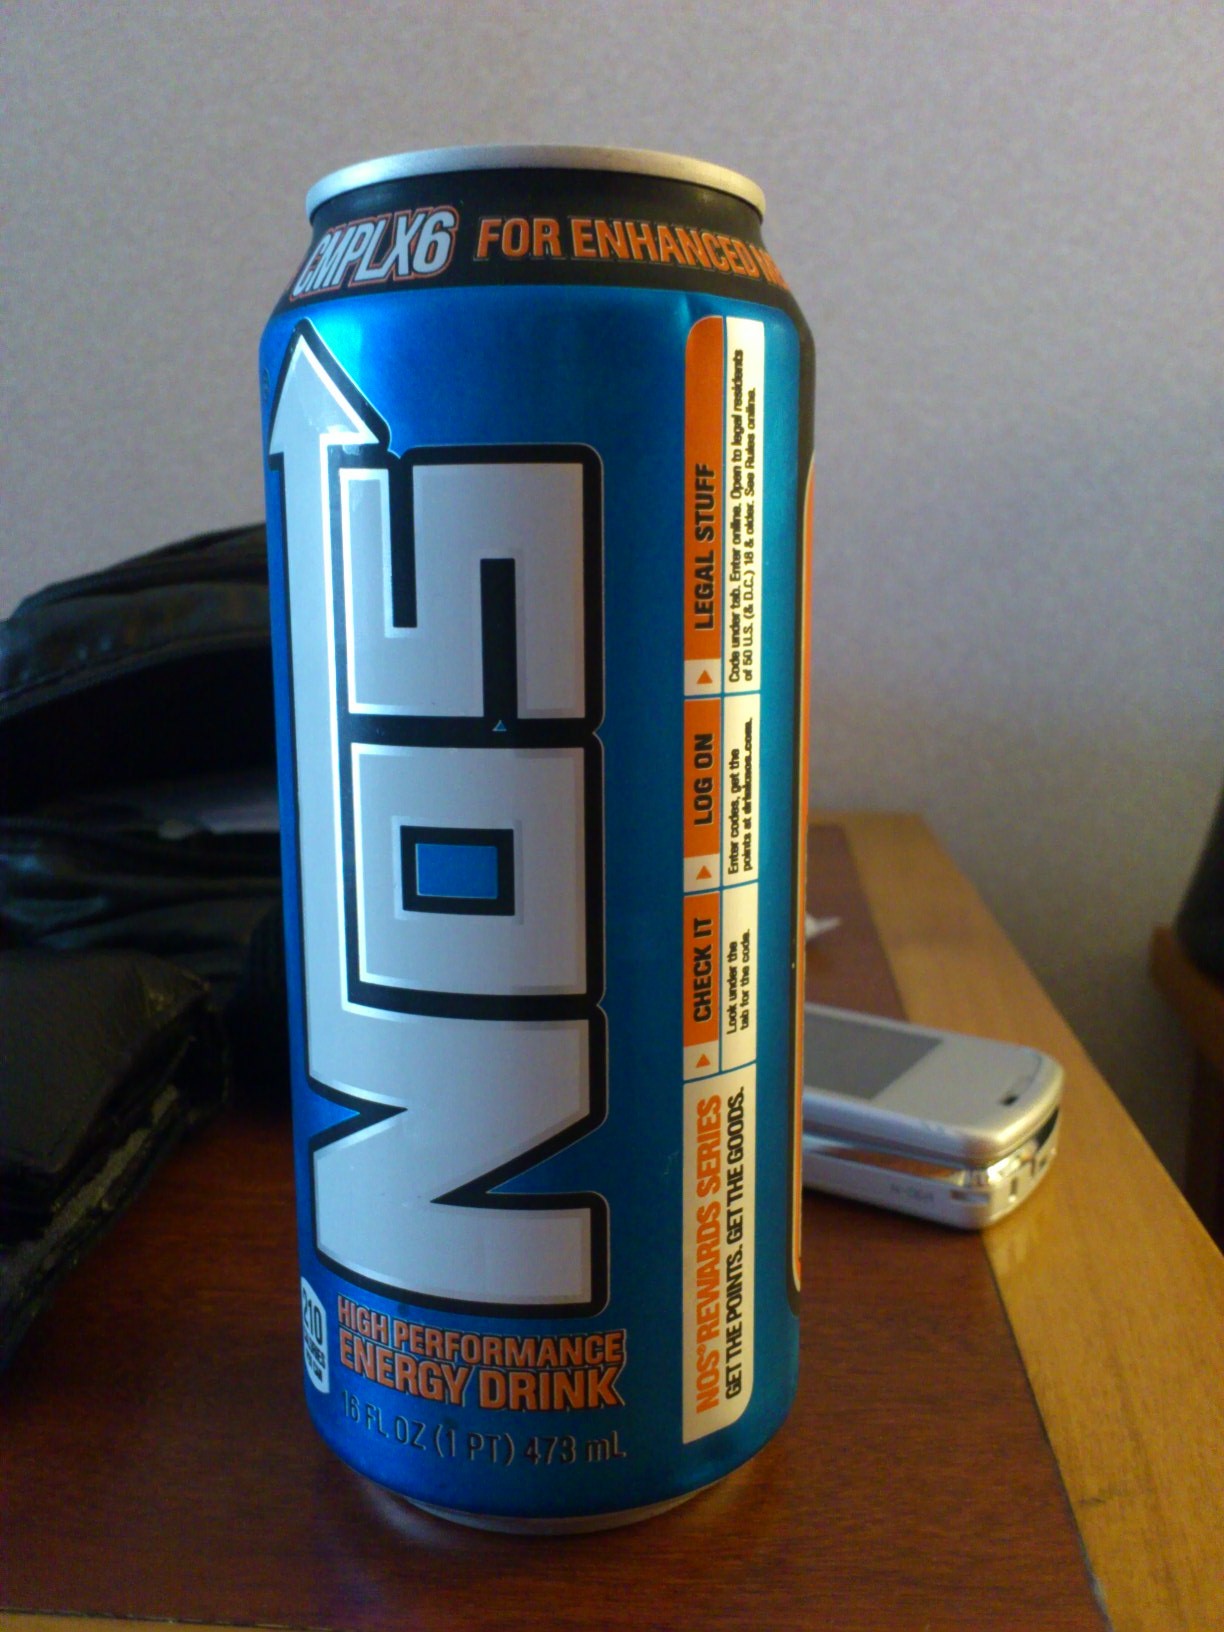 CMPLX6 FOR ENHANCED
NOS
210
HIGH PERFORMANCE
ENERGY DRINK
16 FL OZ (1 PT) 473 mL
NOS® REWARDS SERIES
GET THE POINTS. GET THE GOODS.
CHECK IT
Look under the
tab for the code.
LOG ON
Enter codes, get the
points at drinknos.com.
LEGAL STUFF
Code under tab. Enter online. Open to legal residents
of 50 U.S. (& D.C.) 18 & older. See Rules online.